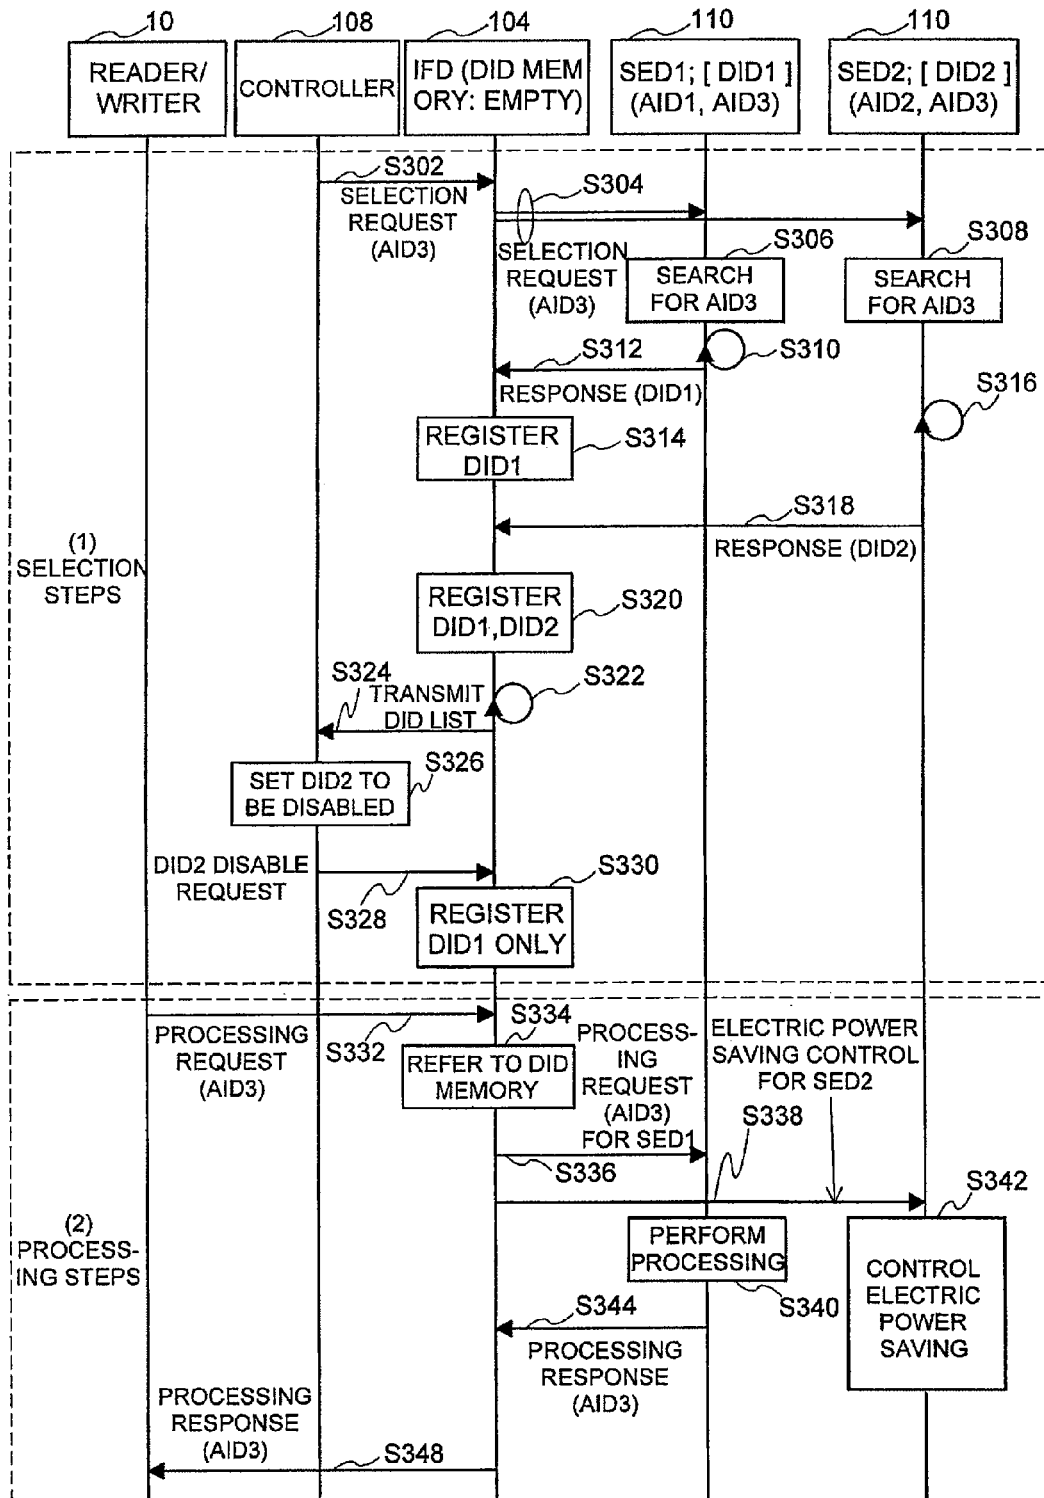 10
108
104
110
110
READER/
WRITER
CONTROLLER
IFD (DID MEM
ORY: EMPTY)
SED1; [ DID1 ]
(AID1, AID3)
SED2; [ DID2 ]
(AID2, AID3)
S302
SELECTION
REQUEST
(AID3)
S304
SELECTION
REQUEST
(AID3)
S306
SEARCH
FOR AID3
S308
SEARCH
FOR AID3
S310
S312
RESPONSE (DID1)
S316
REGISTER
DID1
S314
S318
RESPONSE (DID2)
(1)
SELECTION
STEPS
REGISTER
DID1,DID2
S320
S322
S324
TRANSMIT
DID LIST
SET DID2 TO
BE DISABLED
S326
DID2 DISABLE
REQUEST
S328
S330
REGISTER
DID1 ONLY
PROCESSING
REQUEST
(AID3)
S332
S334
REFER TO DID
MEMORY
PROCESS-
ING
REQUEST
(AID3)
FOR SED1
S336
ELECTRIC POWER
SAVING CONTROL
FOR SED2
S338
(2)
PROCESS-
ING STEPS
PERFORM
PROCESSING
S340
S342
CONTROL
ELECTRIC
POWER
SAVING
S344
PROCESSING
RESPONSE
(AID3)
PROCESSING
RESPONSE
(AID3)
S348